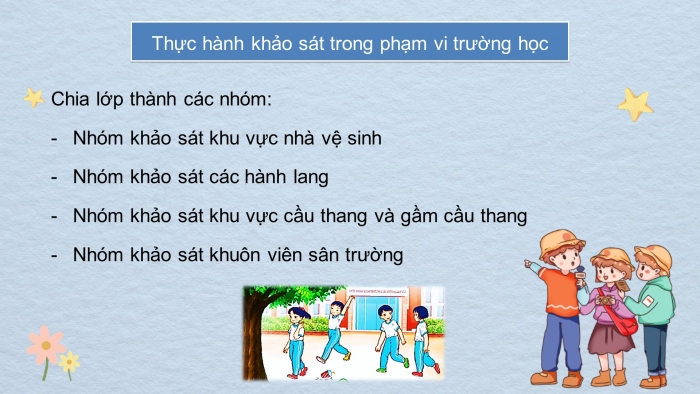 Thực hành khảo sát trong phạm vi trường học
Chia lớp thành các nhóm:
- Nhóm khảo sát khu vực nhà vệ sinh
- Nhóm khảo sát các hành lang
- Nhóm khảo sát khu vực cầu thang và gầm cầu thang
- Nhóm khảo sát khuôn viên sân trường